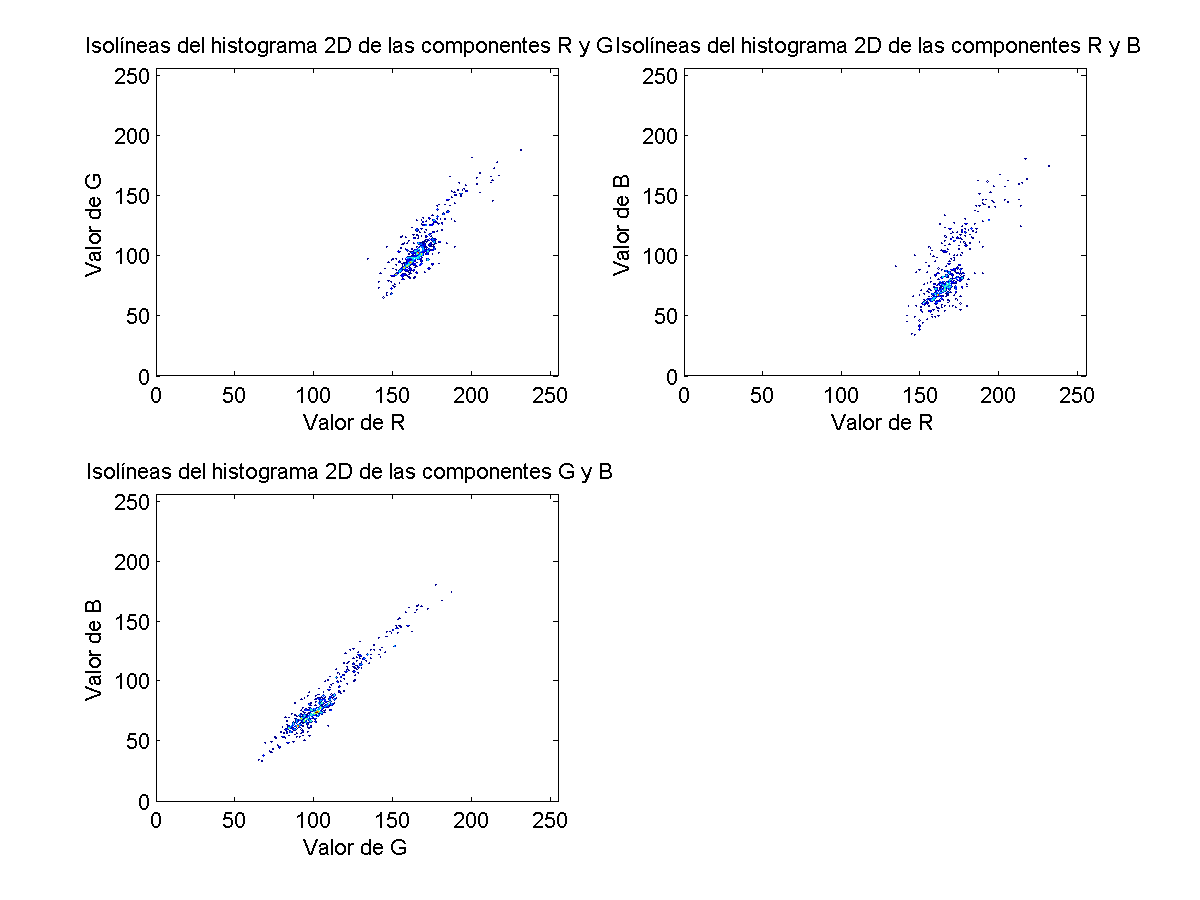 Isolíneas del histograma 2D de las componentes R y G
250
200
150
100
50
0
0 50 100 150 200 250
Valor de G
Valor de R
Isolíneas del histograma 2D de las componentes R y B
250
200
150
100
50
0
0 50 100 150 200 250
Valor de B
Valor de R
Isolíneas del histograma 2D de las componentes G y B
250
200
150
100
50
0
0 50 100 150 200 250
Valor de B
Valor de G